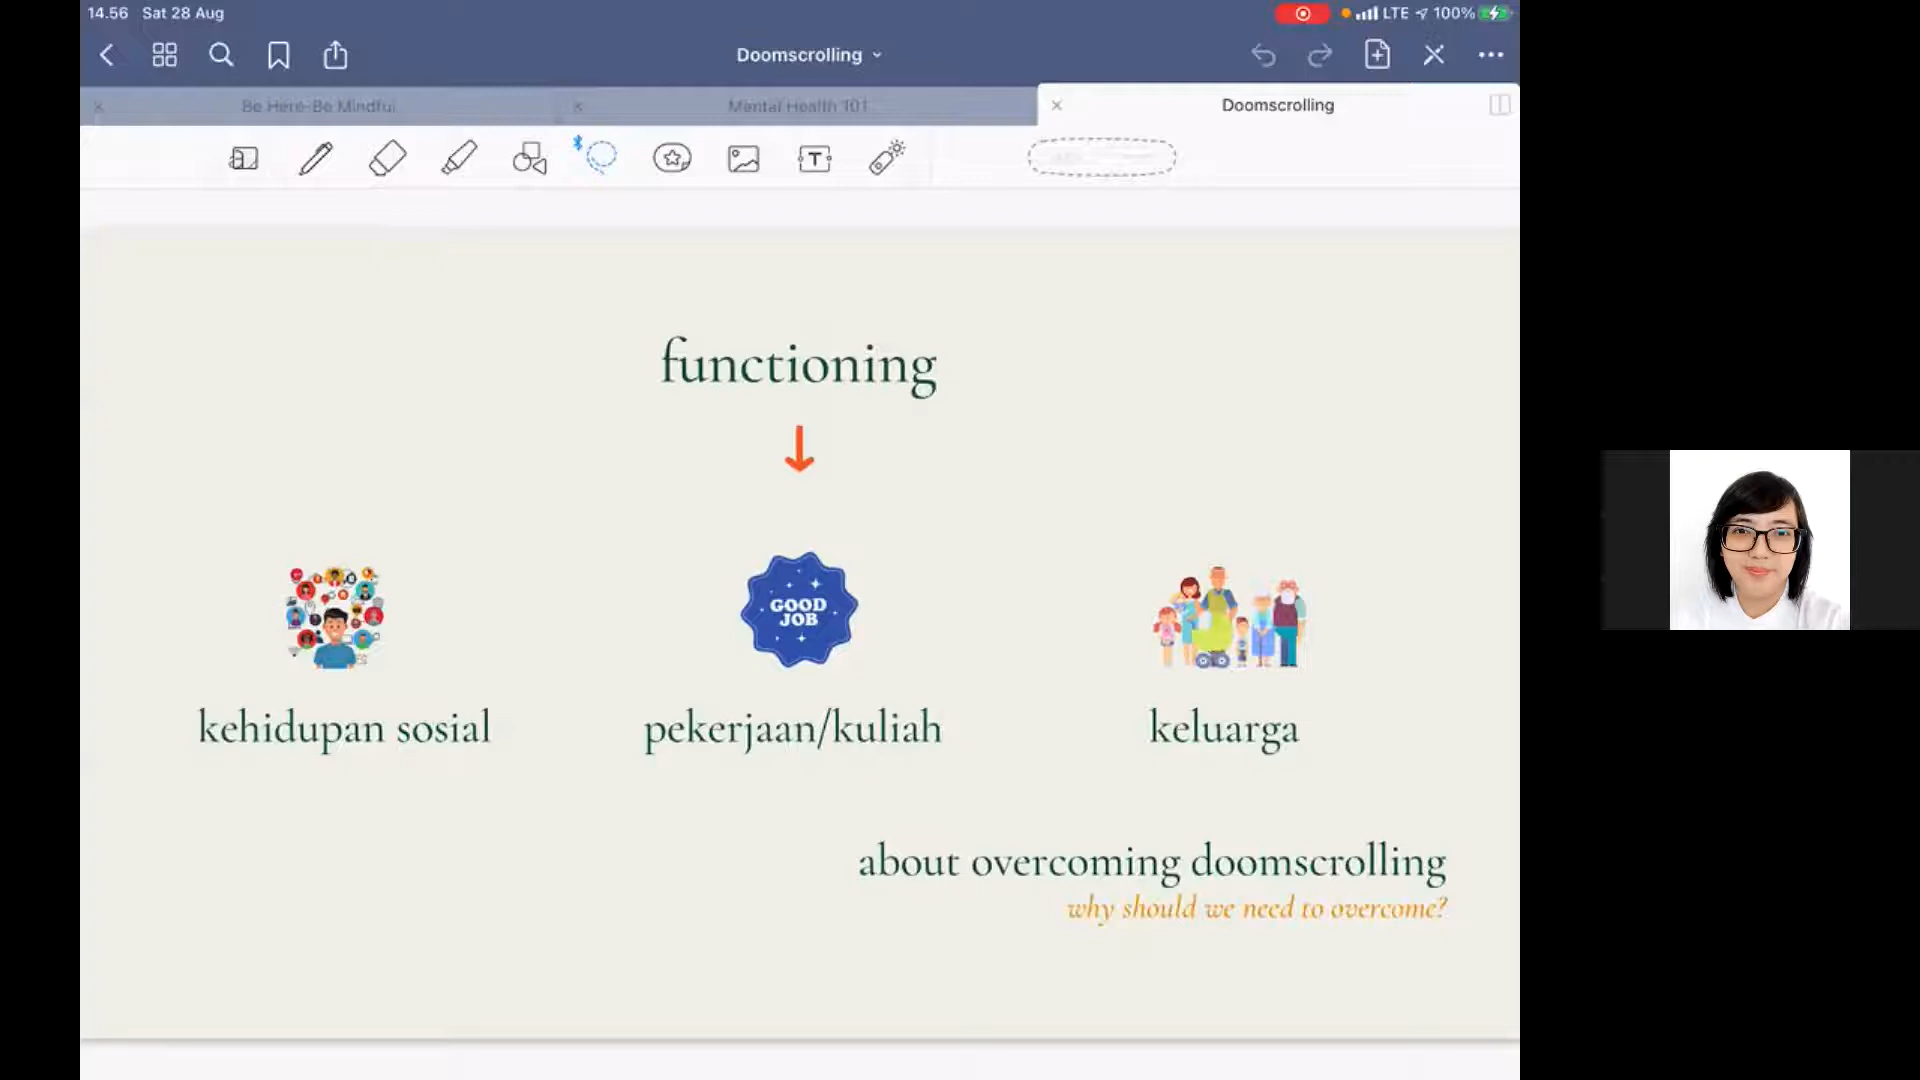 14.56 Sat 28 Aug
LTE 100%
Doomscrolling
Be Here-Be Mindful
Mental Health 101
Doomscrolling
T
functioning
GOOD
JOB
kehidupan sosial
pekerjaan/kuliah
keluarga
about overcoming doomscrolling
why should we need to overcome?